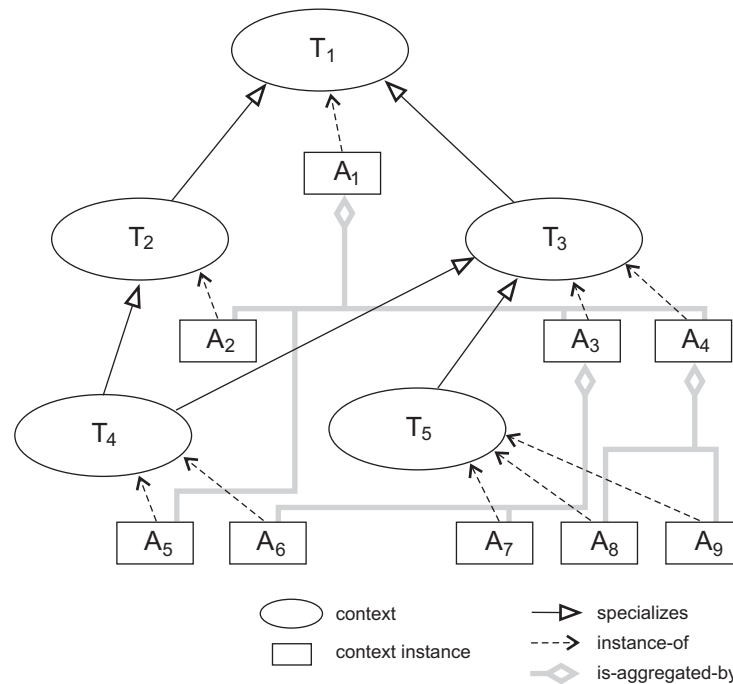 T1
A1
T2
T3
A2
A3
A4
T4
T5
A5
A6
A7
A8
A9
context
specializes
context instance
instance-of
is-aggregated-by